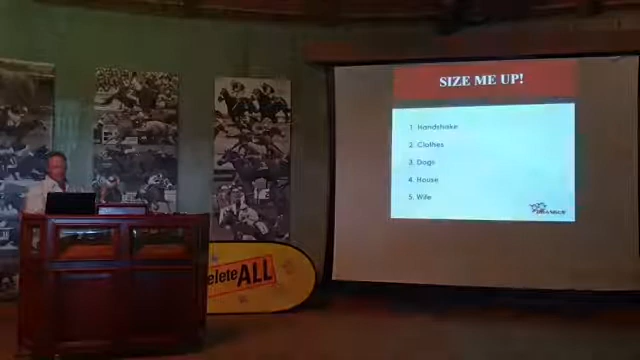 SIZE ME UP!
1. Handshake
2. Clothes
3. Dogs
4. House
5. Wife
eleteALL